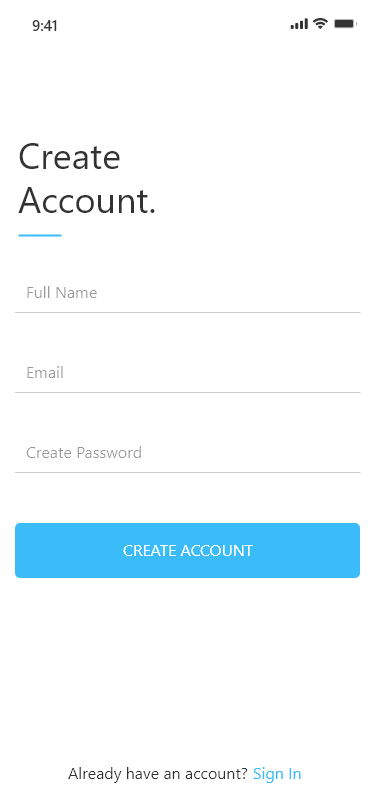 9:41
Create
Account.
Full Name
Email
Create Password
CREATE ACCOUNT
Already have an account? Sign In